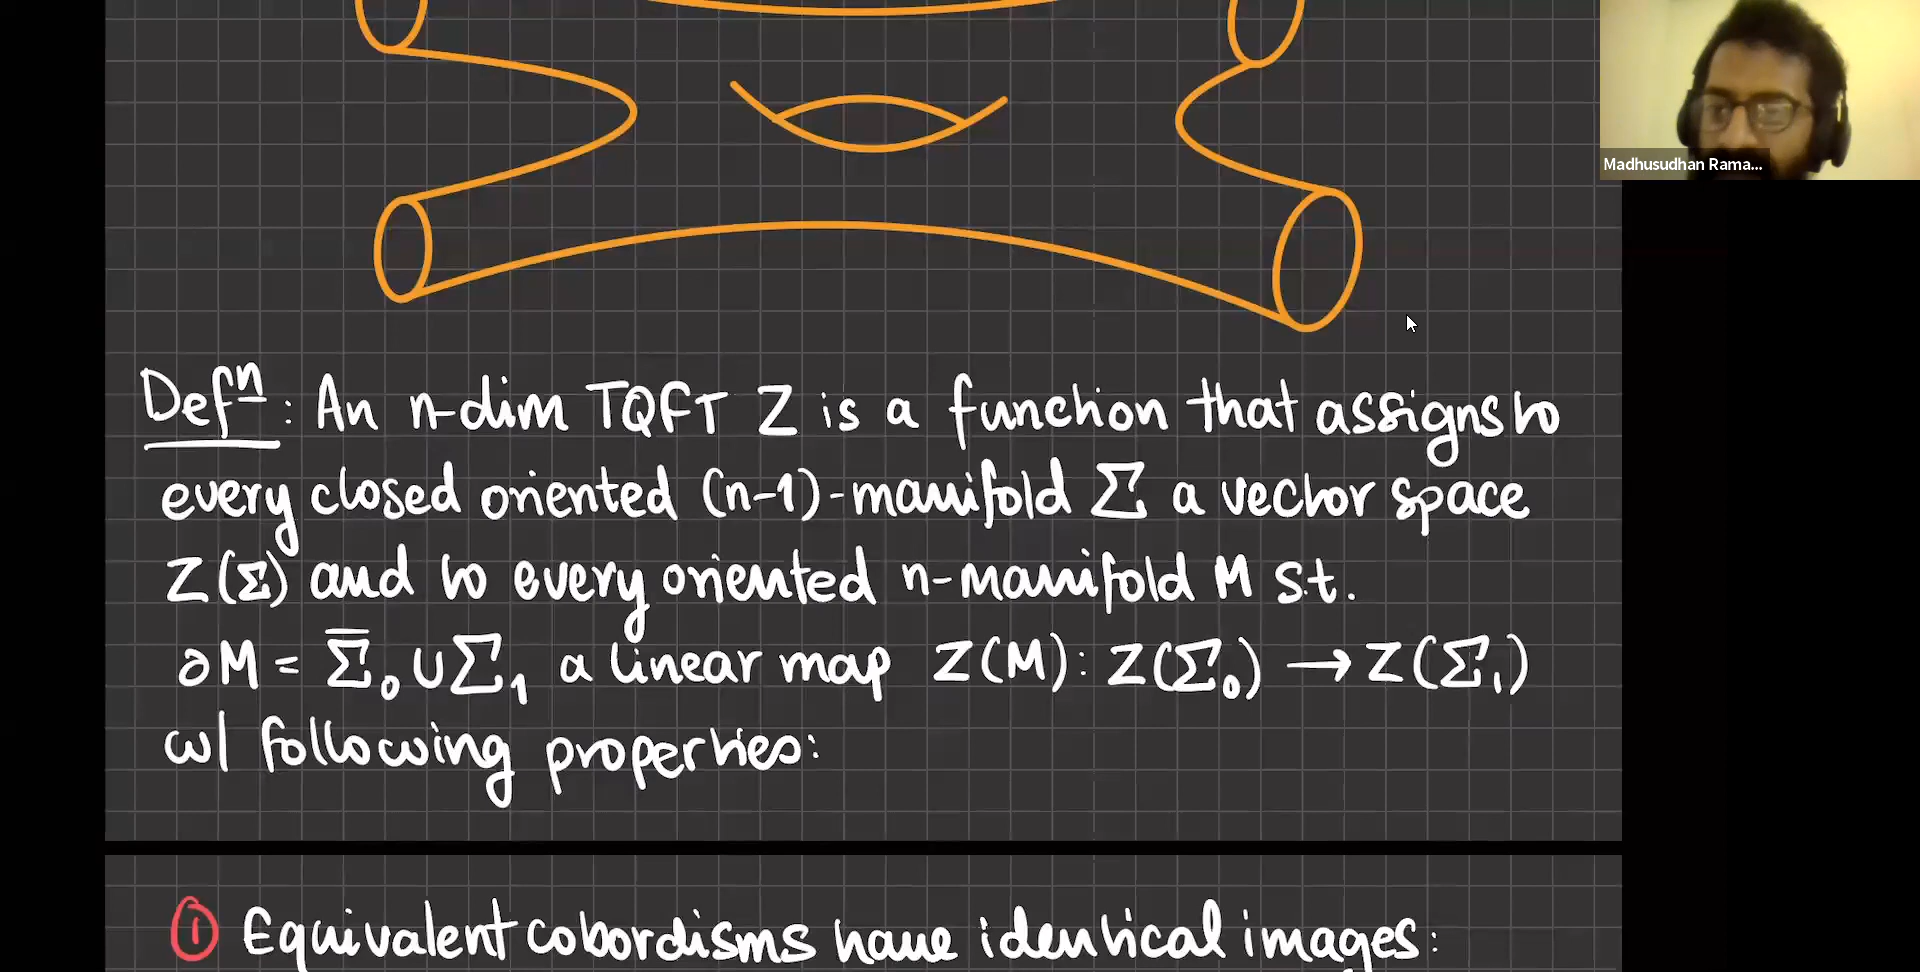 Madhusudhan Rama...
Defⁿ: An n-dim TQFT Z is a function that assigns to
every closed oriented (n-1)-manifold Σ a vector space
Z(Σ) and to every oriented n-manifold M s.t.
∂M = Σ̅₀ ∪ Σ₁ a linear map Z(M): Z(Σ₀) → Z(Σ₁)
w/ following properties:
① Equivalent cobordisms have identical images: